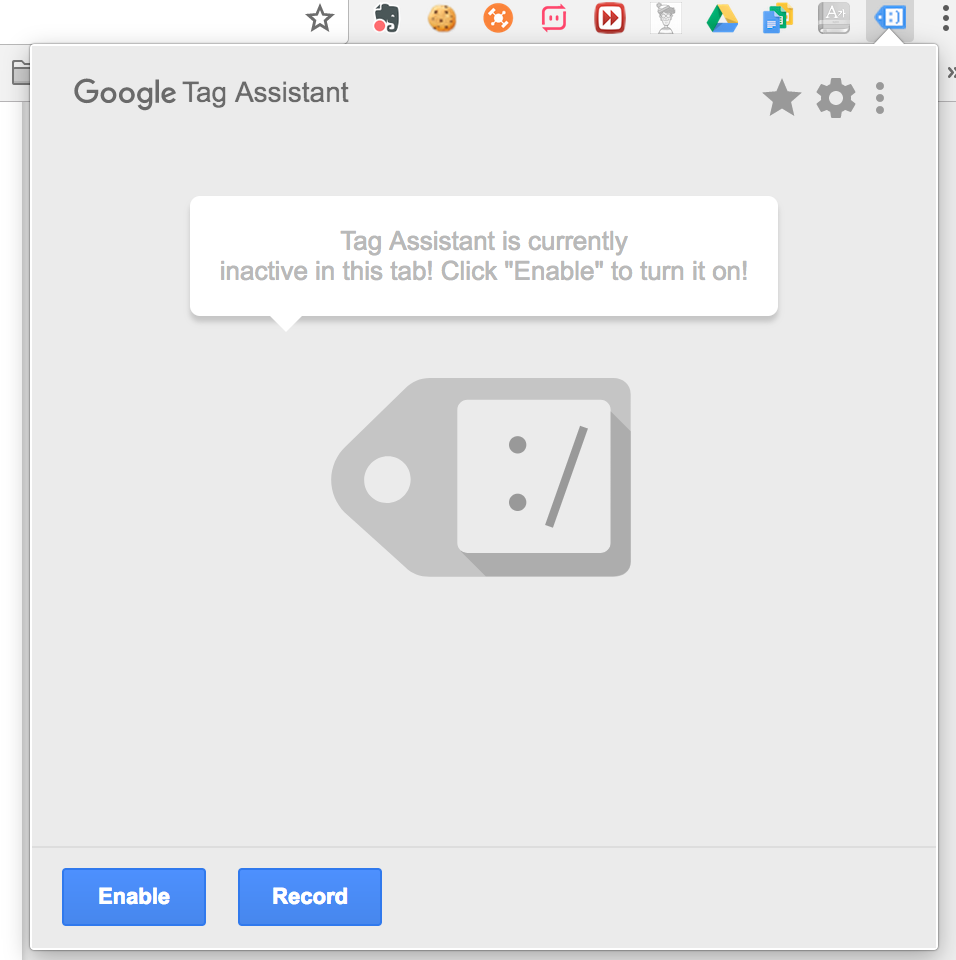 Google Tag Assistant
Tag Assistant is currently
inactive in this tab! Click "Enable" to turn it on!
:/
Enable
Record